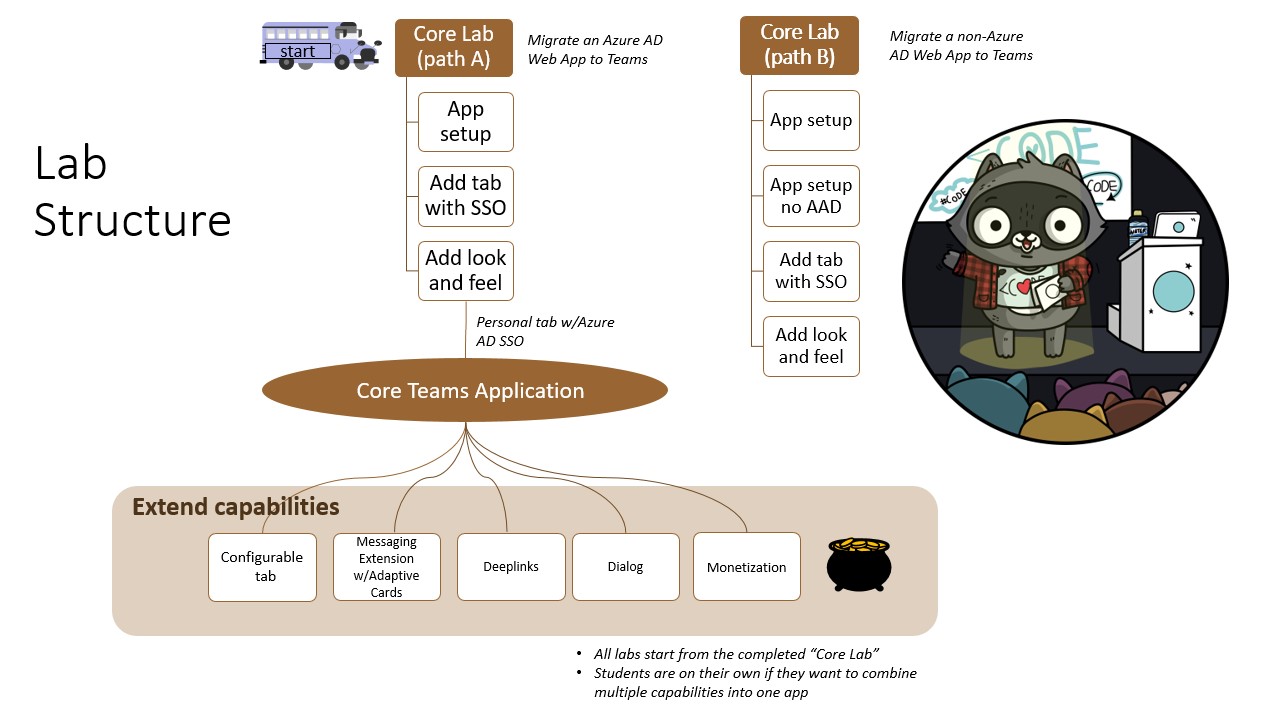 start
Core Lab
(path A)
Migrate an Azure AD
Web App to Teams
Core Lab
(path B)
Migrate a non-Azure
AD Web App to Teams
Lab
Structure
App
setup
Add tab
with SSO
Add look
and feel
App setup
App setup
no AAD
Add tab
with SSO
Add look
and feel
<CODE
#CODE
CODE
Personal tab w/Azure
AD SSO
Core Teams Application
Extend capabilities
Configurable
tab
Messaging
Extension
w/Adaptive
Cards
Deeplinks
Dialog
Monetization
• All labs start from the completed “Core Lab”
• Students are on their own if they want to combine
multiple capabilities into one app